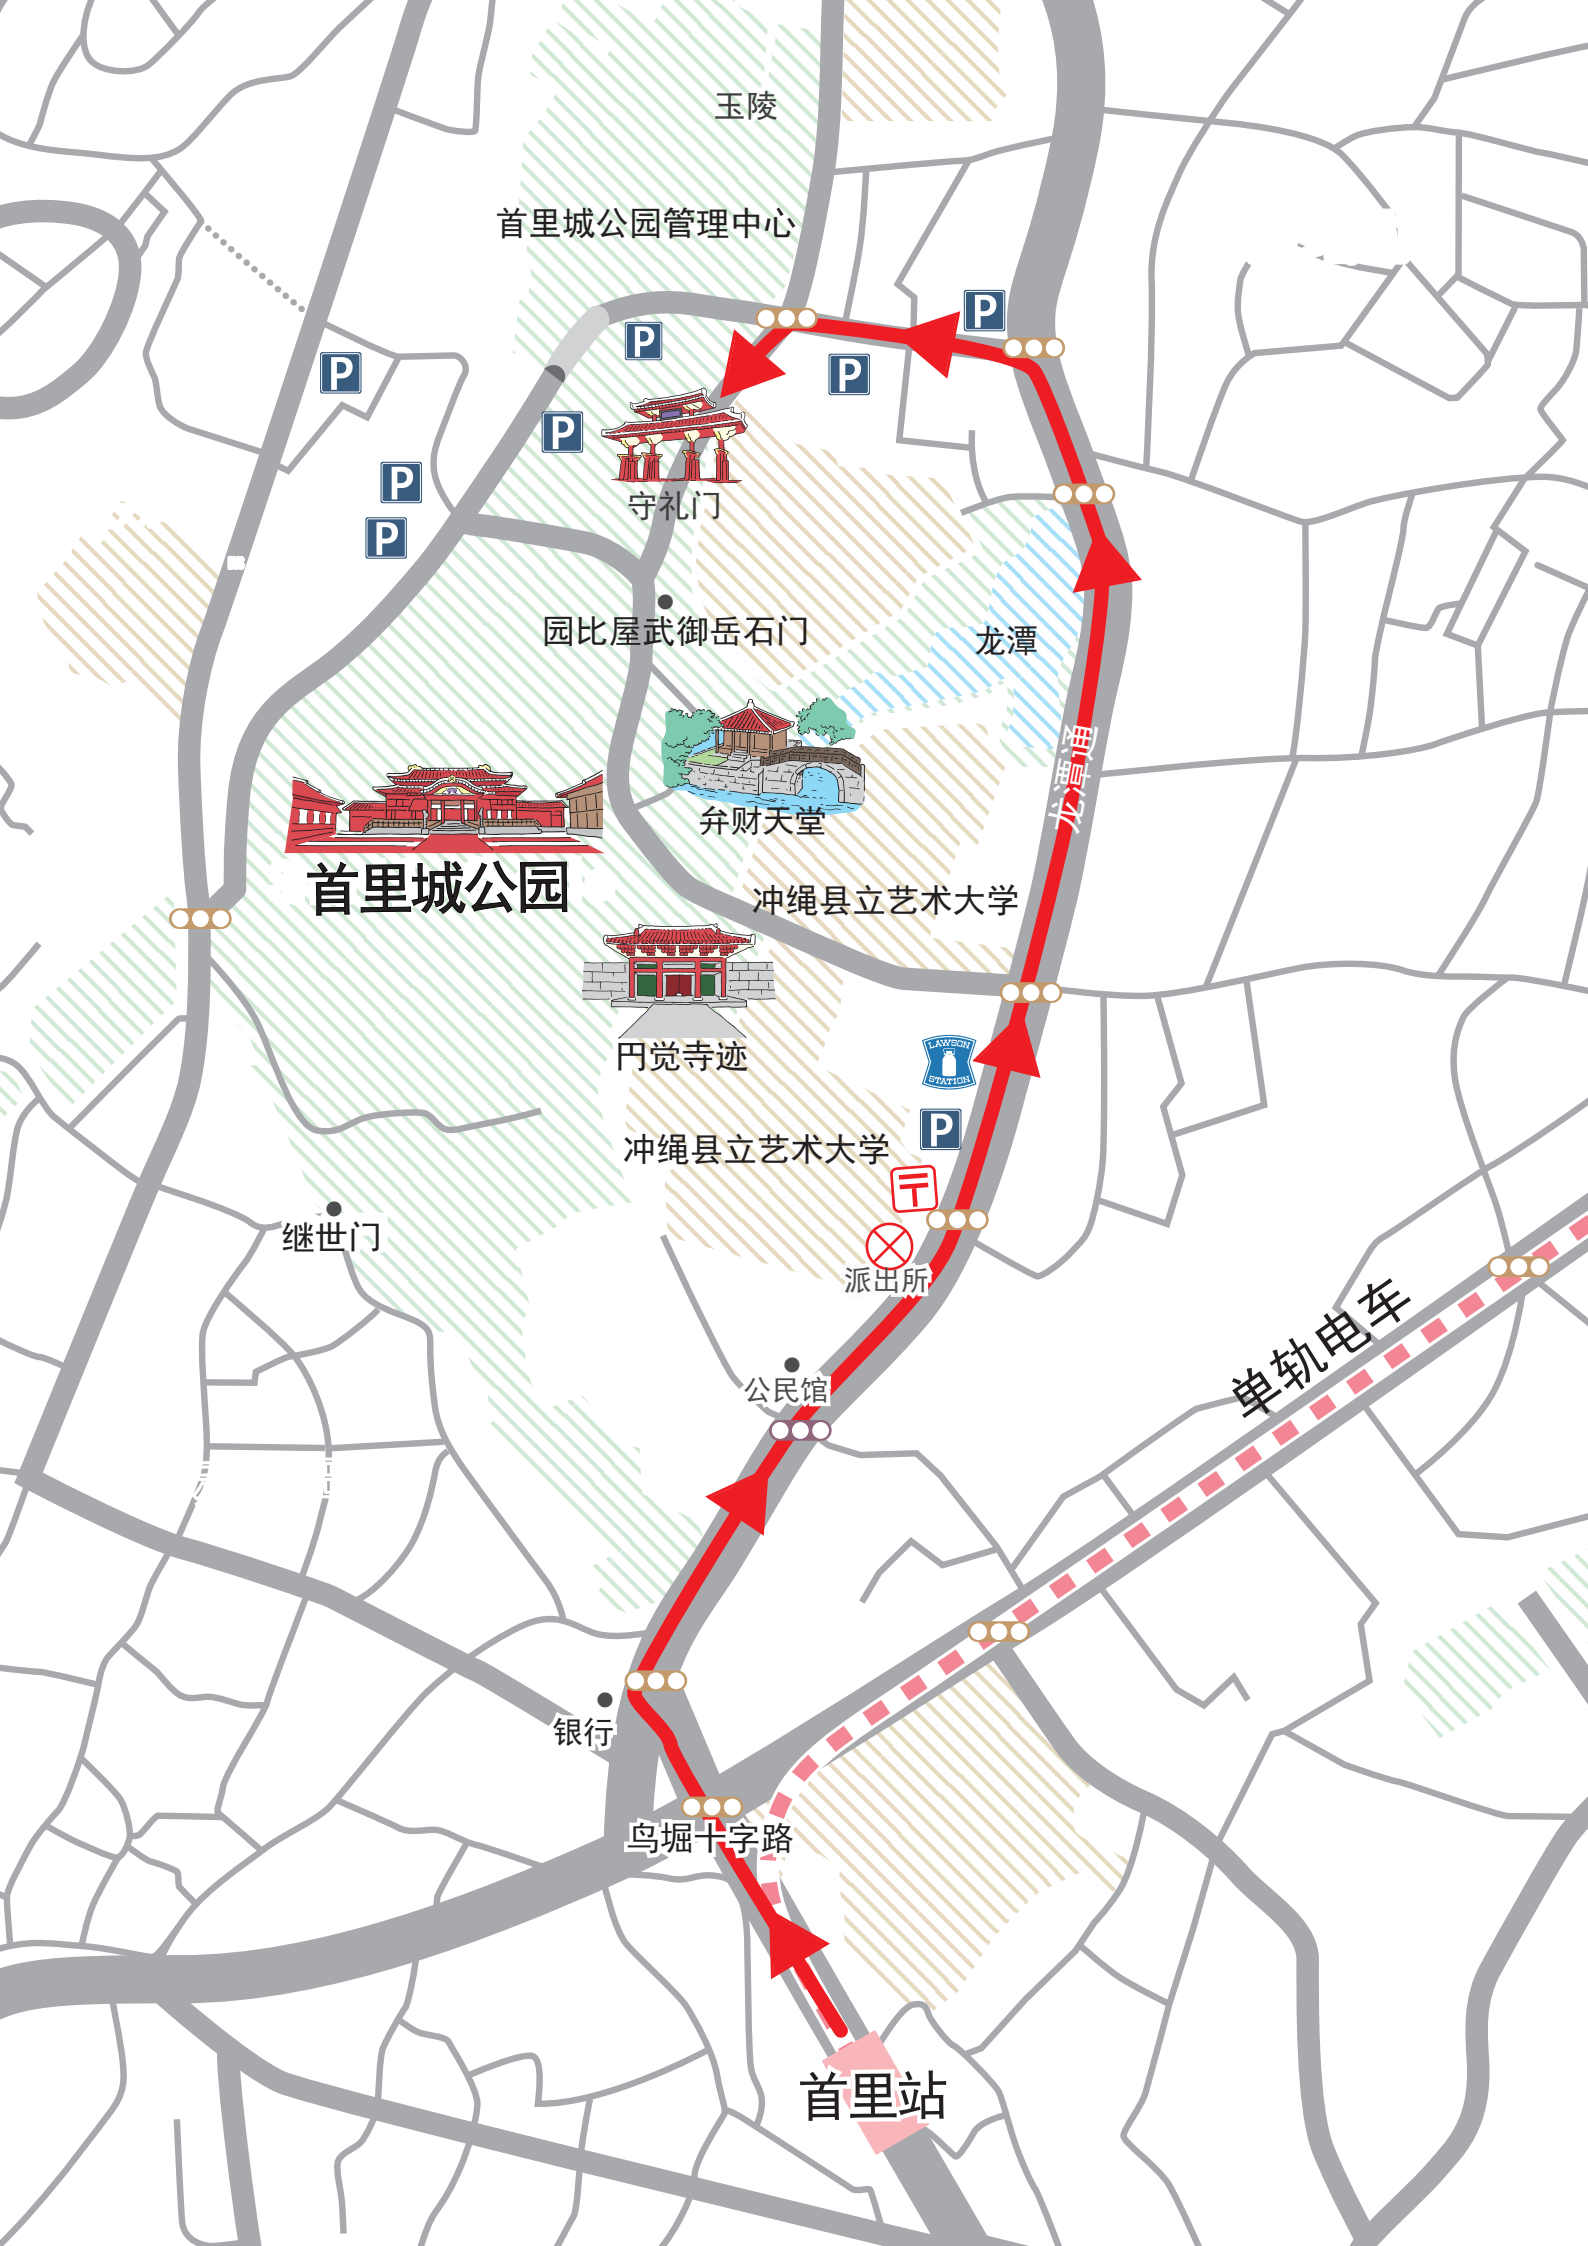 玉陵
首里城公园管理中心
P
P
P
P
P
P
P
守礼门
园比屋武御岳石门
龙潭
龙潭通
弁财天堂
首里城公园
冲绳县立艺术大学
円觉寺迹
LAWSON
STATION
P
冲绳县立艺术大学
继世门
派出所
单轨电车
公民馆
银行
鸟堀十字路
首里站